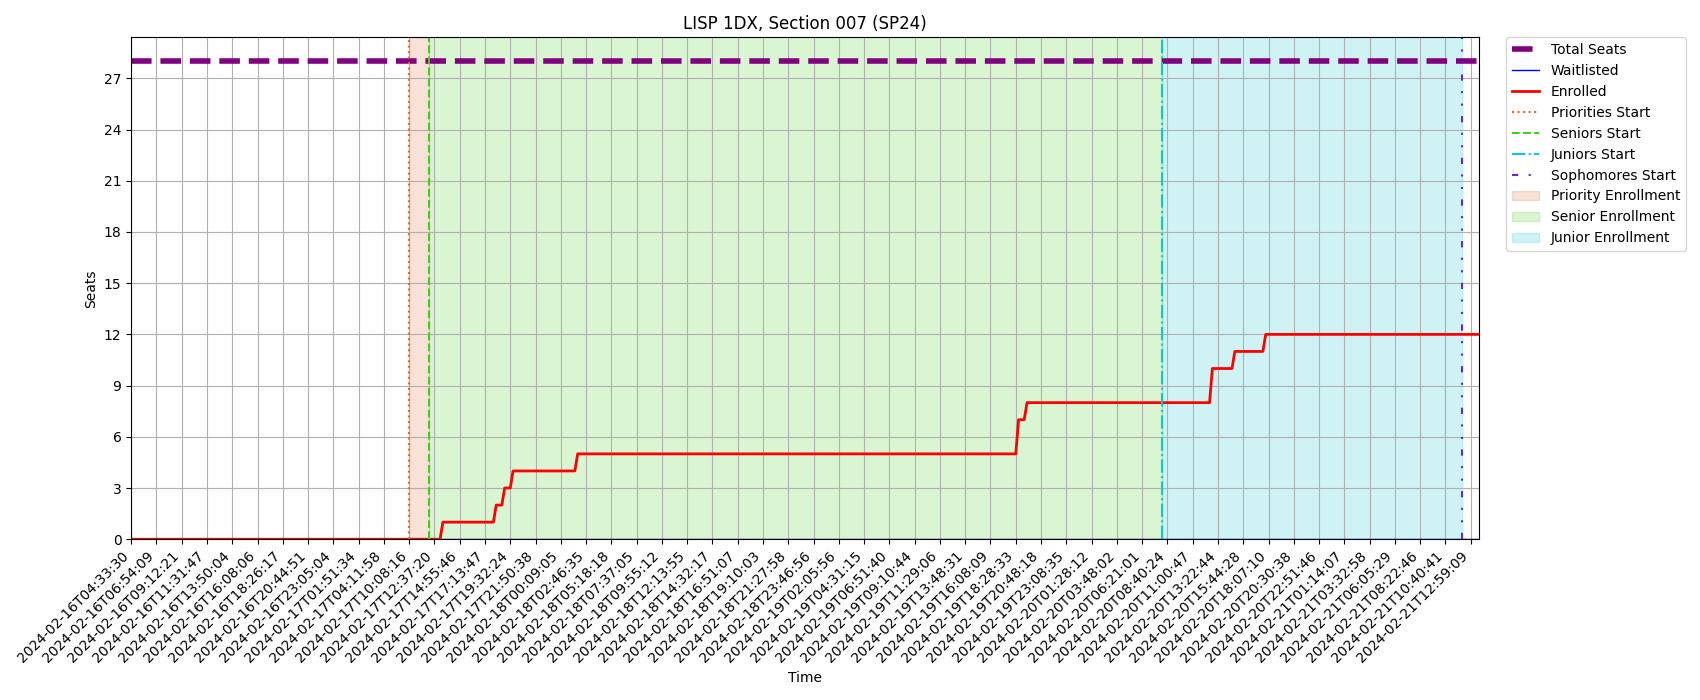 LISP 1DX, Section 007 (SP24)
Total Seats
Waitlisted
Enrolled
Priorities Start
Seniors Start
Juniors Start
Sophomores Start
Priority Enrollment
Senior Enrollment
Junior Enrollment
Seats
27
24
21
18
15
12
9
6
3
0
2024-02-16T04:33:30
2024-02-16T06:54:09
2024-02-16T09:12:21
2024-02-16T11:31:47
2024-02-16T13:50:04
2024-02-16T16:08:06
2024-02-16T18:26:17
2024-02-16T20:44:51
2024-02-16T23:05:04
2024-02-17T01:51:34
2024-02-17T04:11:58
2024-02-17T10:08:16
2024-02-17T12:37:20
2024-02-17T14:55:46
2024-02-17T17:13:47
2024-02-17T19:32:24
2024-02-17T21:50:38
2024-02-18T00:09:05
2024-02-18T02:46:35
2024-02-18T05:18:18
2024-02-18T07:37:05
2024-02-18T09:55:12
2024-02-18T12:13:55
2024-02-18T14:32:17
2024-02-18T16:51:07
2024-02-18T19:10:03
2024-02-18T21:27:58
2024-02-18T23:46:56
2024-02-19T02:05:56
2024-02-19T04:31:15
2024-02-19T06:51:40
2024-02-19T09:10:44
2024-02-19T11:29:06
2024-02-19T13:48:31
2024-02-19T16:08:09
2024-02-19T18:28:33
2024-02-19T20:48:18
2024-02-19T23:08:35
2024-02-20T01:28:12
2024-02-20T03:48:02
2024-02-20T06:21:01
2024-02-20T08:40:24
2024-02-20T11:00:47
2024-02-20T13:22:44
2024-02-20T15:44:28
2024-02-20T18:07:10
2024-02-20T20:30:38
2024-02-20T22:51:46
2024-02-21T01:14:07
2024-02-21T03:32:58
2024-02-21T06:05:29
2024-02-21T08:22:46
2024-02-21T10:40:41
2024-02-21T12:59:09
Time